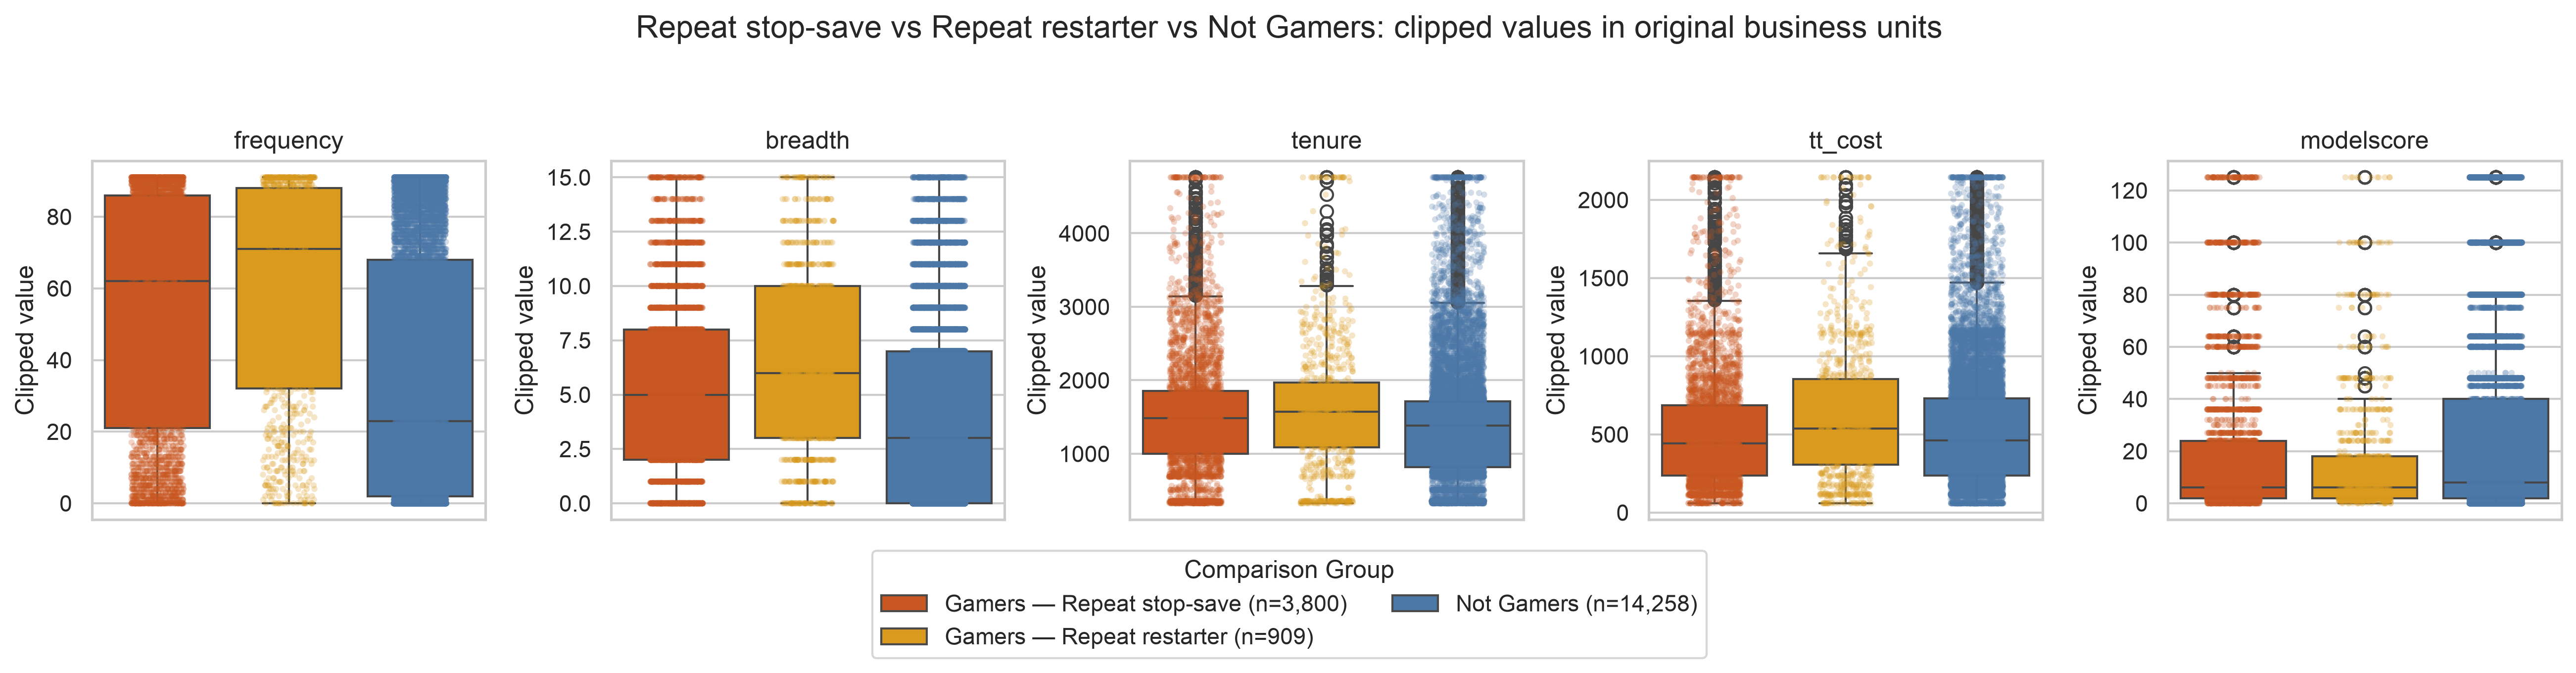 Repeat stop-save vs Repeat restarter vs Not Gamers: clipped values in original business units
frequency
Clipped value
80
60
40
20
0
breadth
Clipped value
15.0
12.5
10.0
7.5
5.0
2.5
0.0
tenure
Clipped value
4000
3000
2000
1000
tt_cost
Clipped value
2000
1500
1000
500
0
modelscore
Clipped value
120
100
80
60
40
20
0
Comparison Group
Gamers — Repeat stop-save (n=3,800)
Gamers — Repeat restarter (n=909)
Not Gamers (n=14,258)